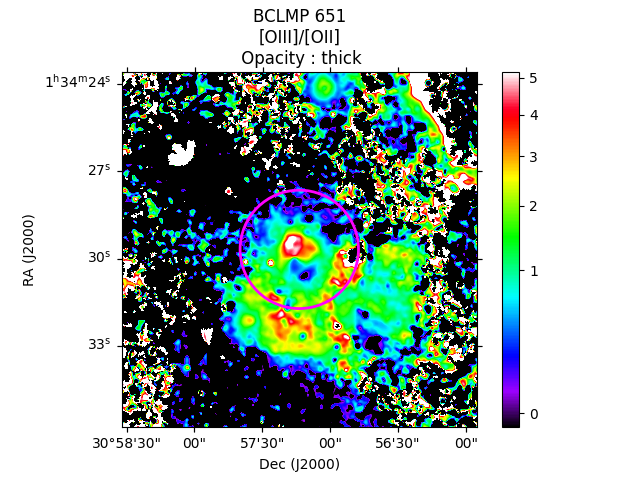 BCLMP 651
[OIII]/[OII]
Opacity : thick
1ʰ34ᵐ24ˢ
27ˢ
30ˢ
33ˢ
RA (J2000)
30°58'30" 00" 57'30" 00" 56'30" 00"
Dec (J2000)
5
4
3
2
1
0